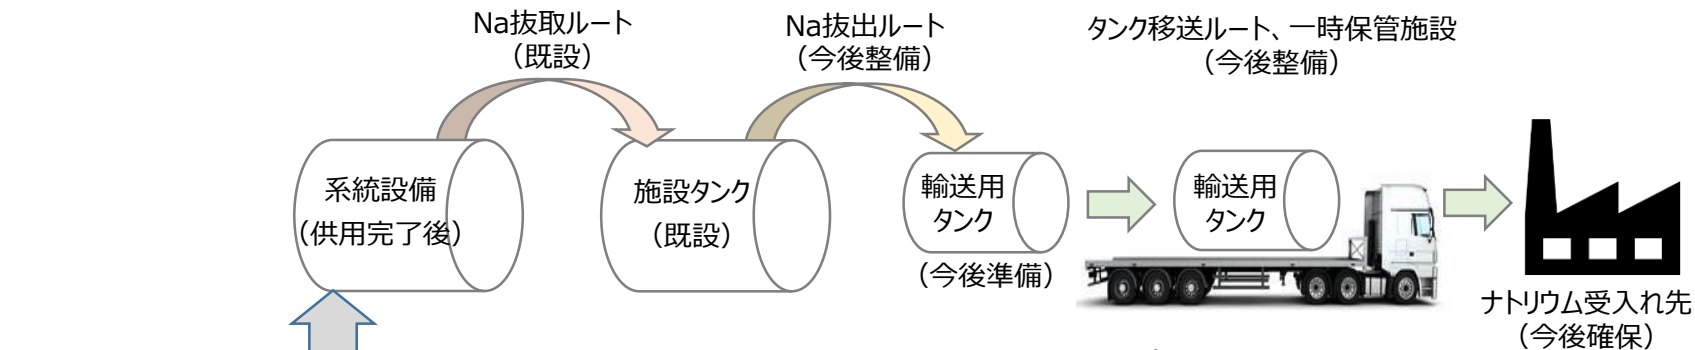 Na抜取ルート
（既設）
Na抜出ルート
（今後整備）
タンク移送ルート、一時保管施設
（今後整備）
系統設備
（供用完了後）
施設タンク
（既設）
輸送用
タンク
（今後準備）
輸送用
タンク
ナトリウム受入れ先
（今後確保）